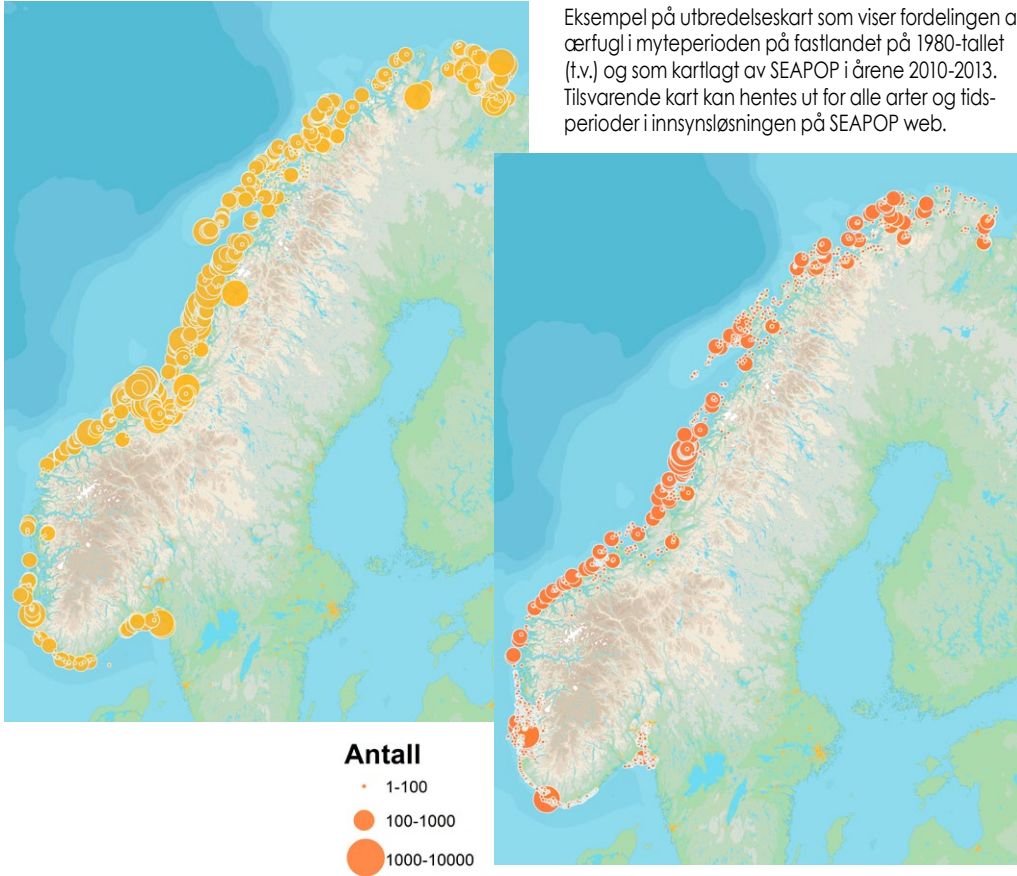 Eksempel på utbredelseskart som viser fordelingen a
ærfugl i myteperioden på fastlandet på 1980-tallet
(t.v.) og som kartlagt av SEAPOP i årene 2010-2013.
Tilsvarende kart kan hentes ut for alle arter og tids-
perioder i innsynsløsningen på SEAPOP web.
Antall
1-100
100-1000
1000-10000